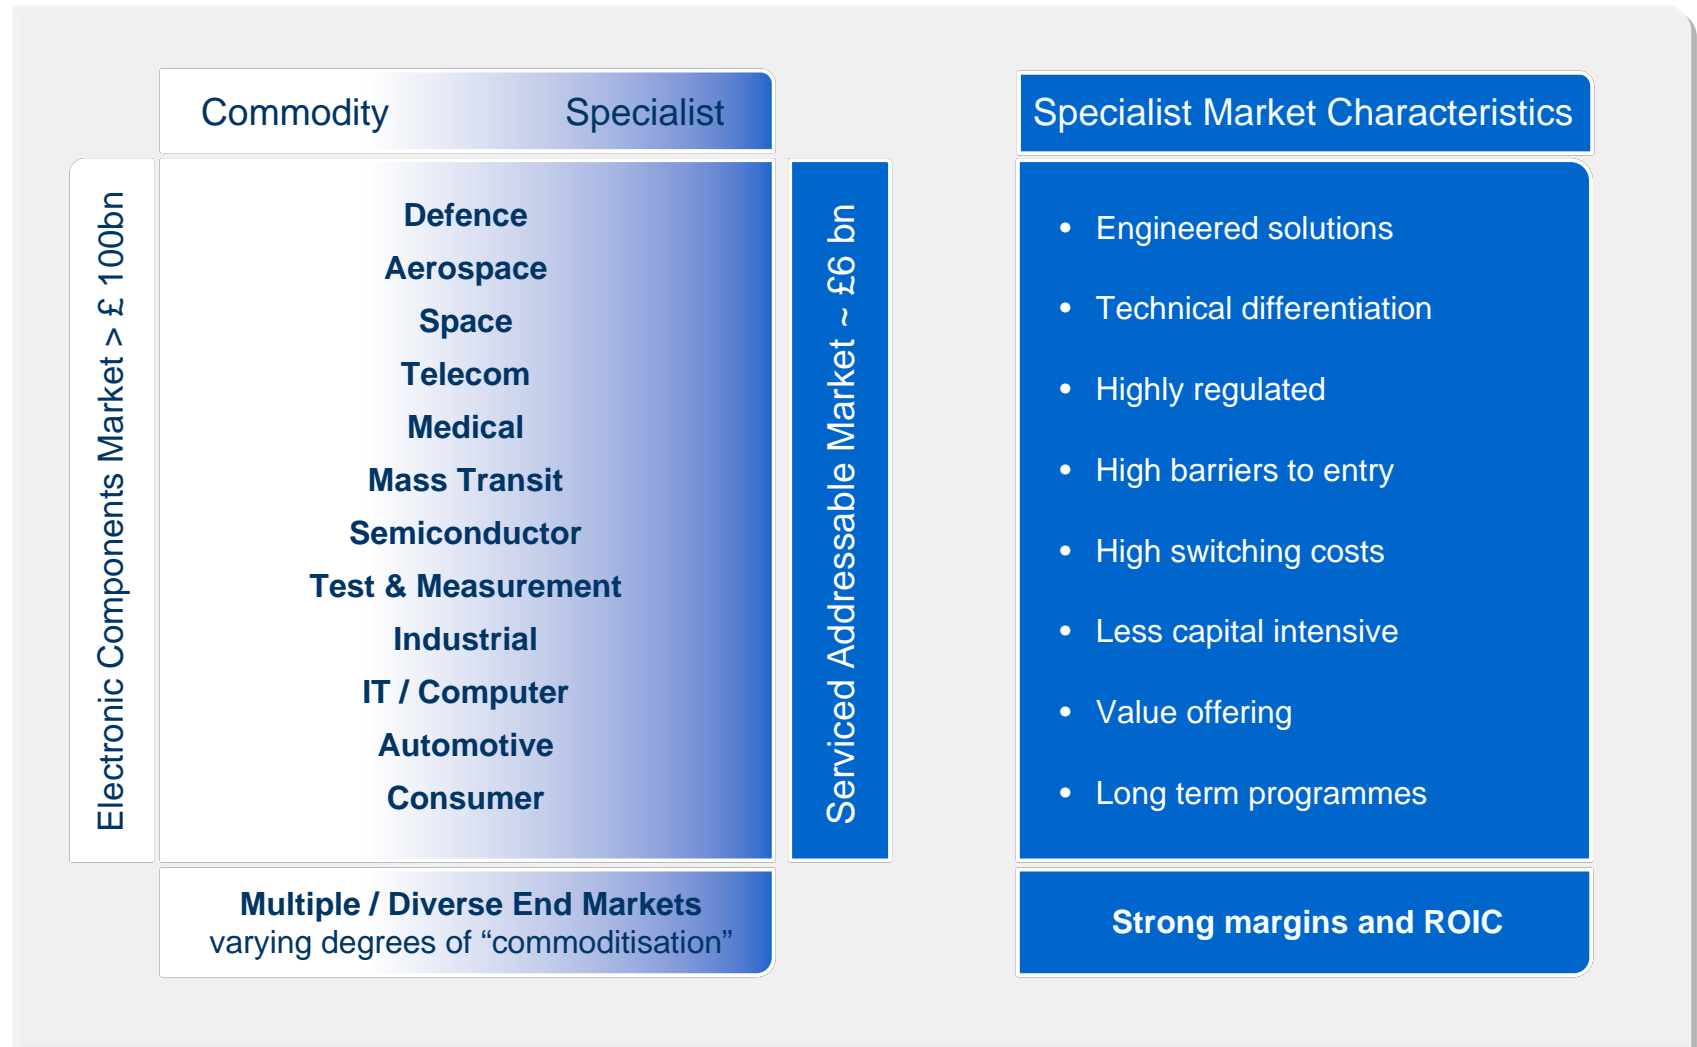 Commodity Specialist
Electronic Components Market > £ 100bn
Defence
Aerospace
Space
Telecom
Medical
Mass Transit
Semiconductor
Test & Measurement
Industrial
IT / Computer
Automotive
Consumer
Serviced Addressable Market ~ £6 bn
Multiple / Diverse End Markets
varying degrees of “commoditisation”
Specialist Market Characteristics
• Engineered solutions
• Technical differentiation
• Highly regulated
• High barriers to entry
• High switching costs
• Less capital intensive
• Value offering
• Long term programmes
Strong margins and ROIC